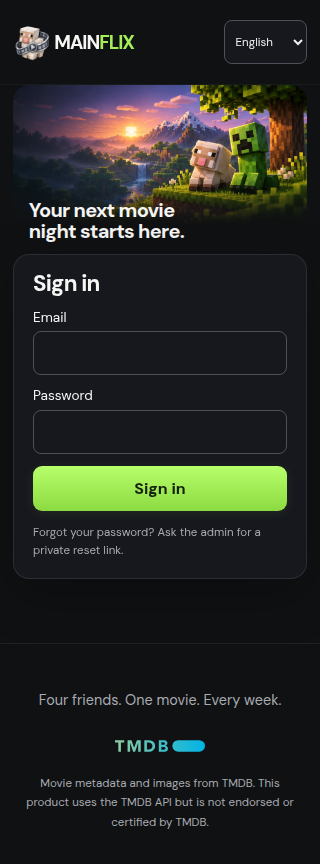 MAINFLIX
English
Your next movie
night starts here.
Sign in
Email
Password
Sign in
Forgot your password? Ask the admin for a
private reset link.
Four friends. One movie. Every week.
TMDB
Movie metadata and images from TMDB. This
product uses the TMDB API but is not endorsed or
certified by TMDB.